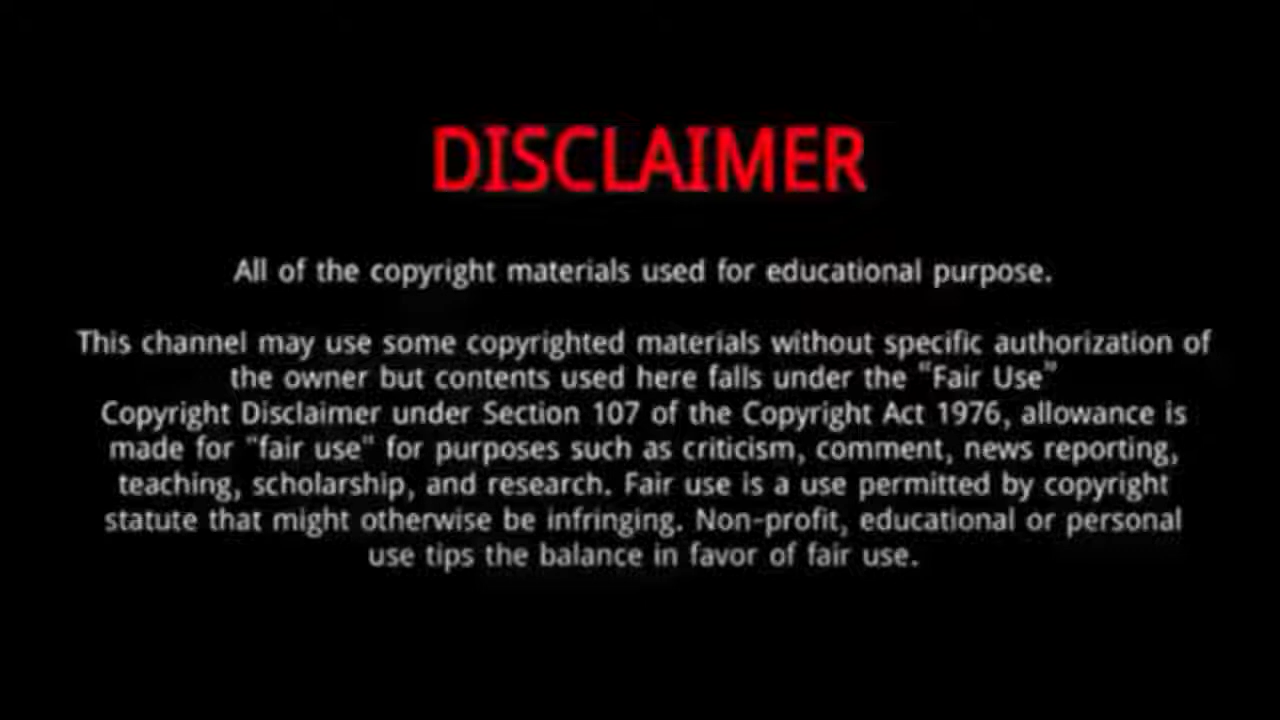 DISCLAIMER
All of the copyright materials used for educational purpose.
This channel may use some copyrighted materials without specific authorization of
the owner but contents used here falls under the “Fair Use”
Copyright Disclaimer under Section 107 of the Copyright Act 1976, allowance is
made for "fair use" for purposes such as criticism, comment, news reporting,
teaching, scholarship, and research. Fair use is a use permitted by copyright
statute that might otherwise be infringing. Non-profit, educational or personal
use tips the balance in favor of fair use.